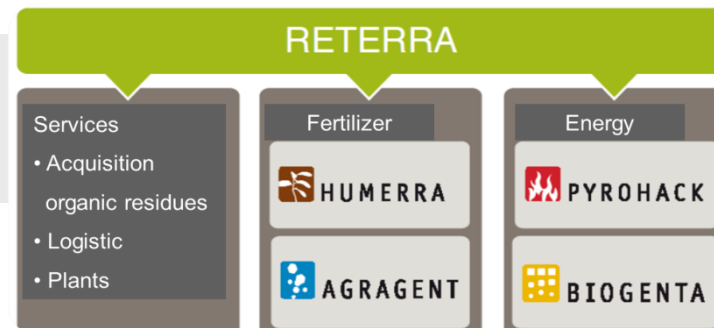 RETERRA
Services
• Acquisition
organic residues
• Logistic
• Plants
Fertilizer
HUMERRA
AGRAGENT
Energy
PYROHACK
BIOGENTA